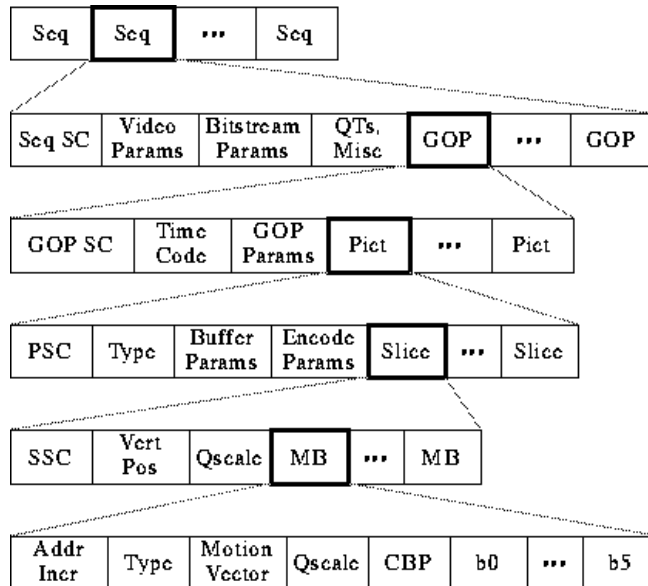 Seq Seq ... Seq
Seq SC Video Params Bitstream Params QTs, Misc GOP ... GOP
GOP SC Time Code GOP Params Pict ... Pict
PSC Type Buffer Params Encode Params Slice ... Slice
SSC Vert Pos Qscale MB ... MB
Addr Incr Type Motion Vector Qscale CBP b0 ... b5